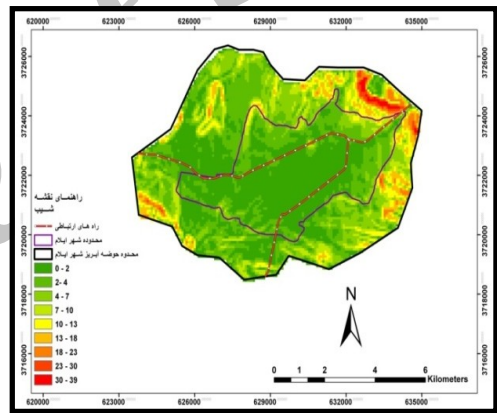 620000 623000 626000 629000 632000 635000
3726000 3726000
3724000 3724000
3722000 3722000
3720000 3720000
3718000 3718000
3716000 3716000
راهنمای نقشه
شیب
راه های ارتباطی
محدوده شهر ایلام
محدوه حوضه آبریز شهر ایلام
0 - 2
2- 4
4 - 7
7 - 10
10 - 13
13 - 18
18 - 23
23 - 30
30 - 39
N
0 1 2 4 6
Kilometers
620000 623000 626000 629000 632000 635000